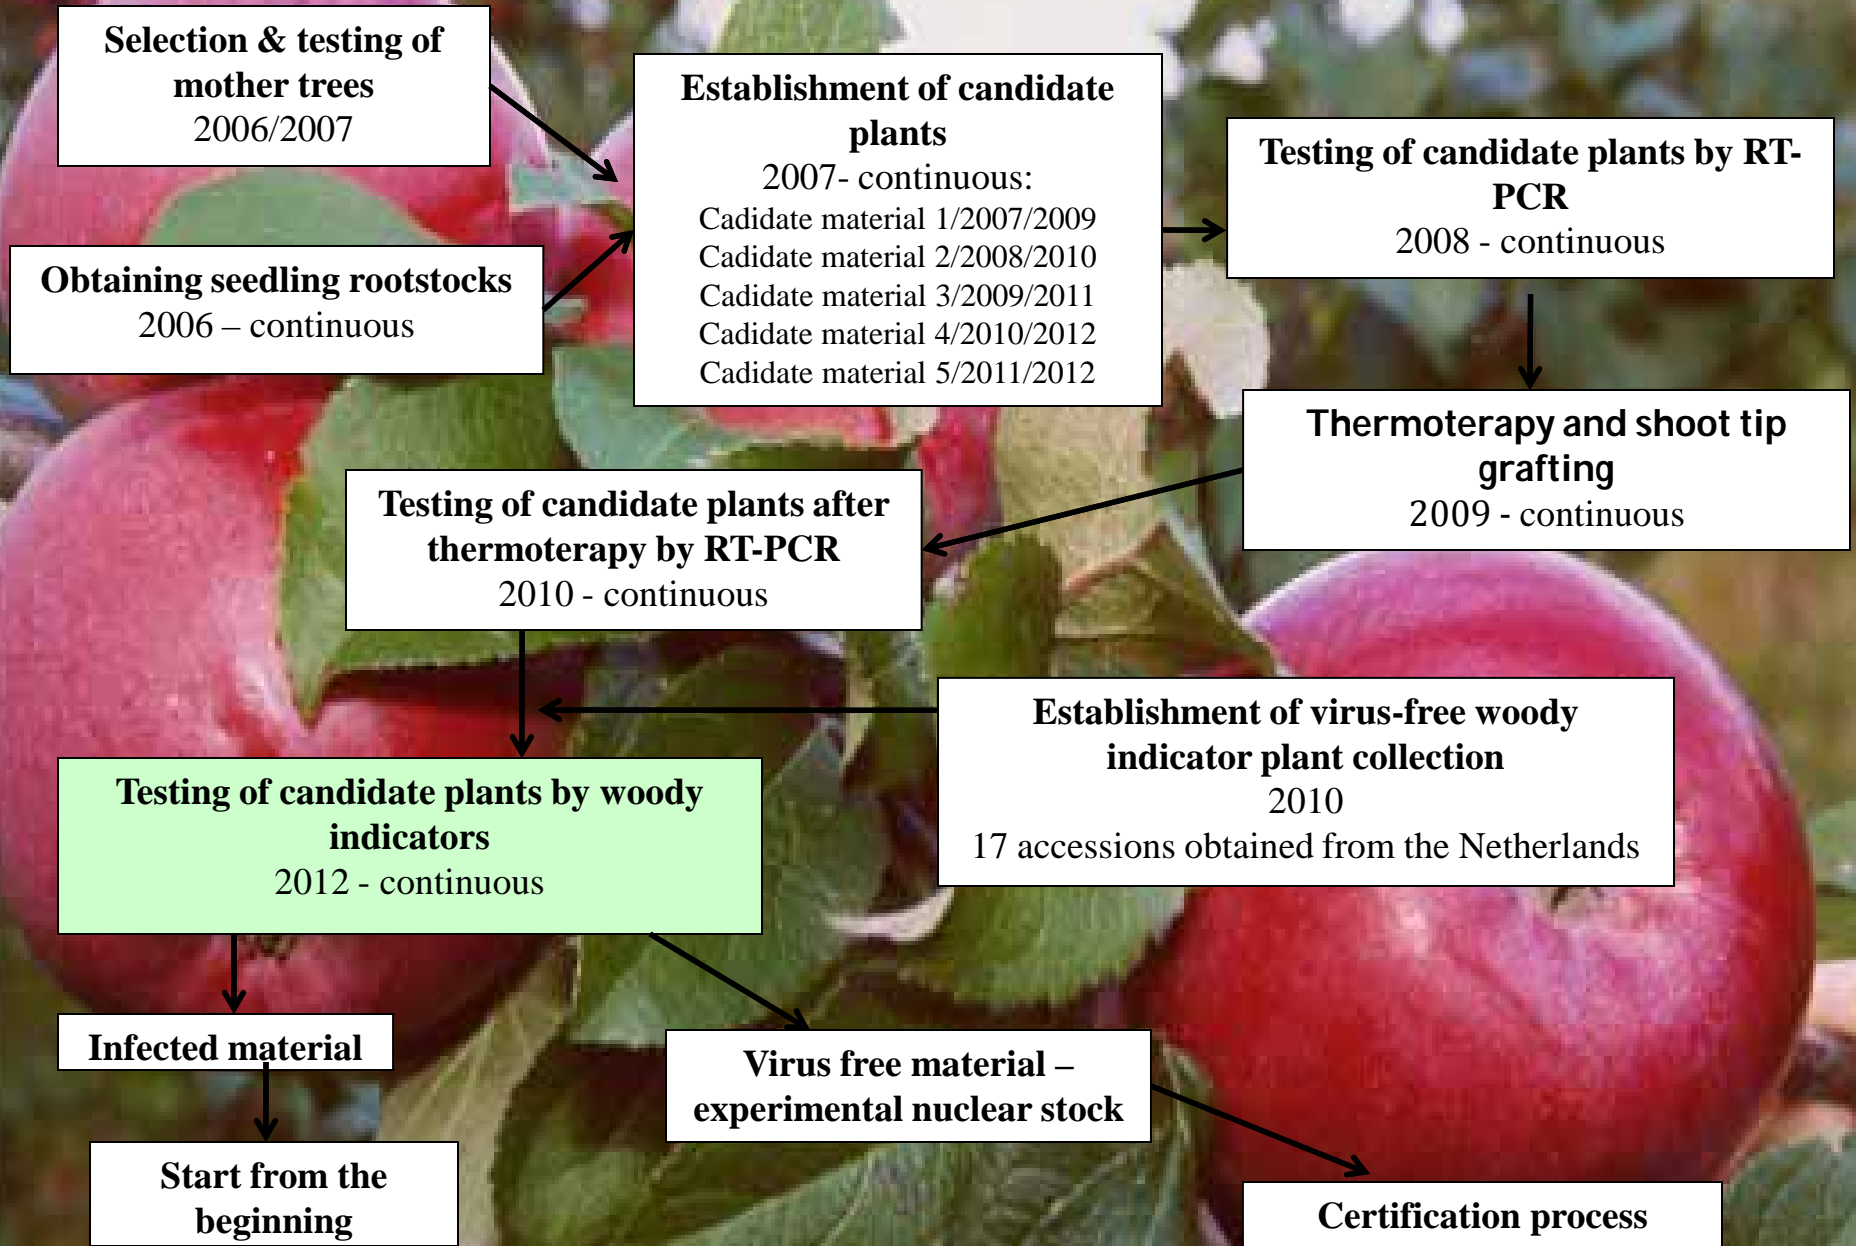 Selection & testing of
mother trees
2006/2007
Obtaining seedling rootstocks
2006 – continuous
Establishment of candidate
plants
2007- continuous:
Cadidate material 1/2007/2009
Cadidate material 2/2008/2010
Cadidate material 3/2009/2011
Cadidate material 4/2010/2012
Cadidate material 5/2011/2012
Testing of candidate plants by RT-
PCR
2008 - continuous
Thermoterapy and shoot tip
grafting
2009 - continuous
Testing of candidate plants after
thermoterapy by RT-PCR
2010 - continuous
Establishment of virus-free woody
indicator plant collection
2010
17 accessions obtained from the Netherlands
Testing of candidate plants by woody
indicators
2012 - continuous
Infected material
Start from the
beginning
Virus free material –
experimental nuclear stock
Certification process